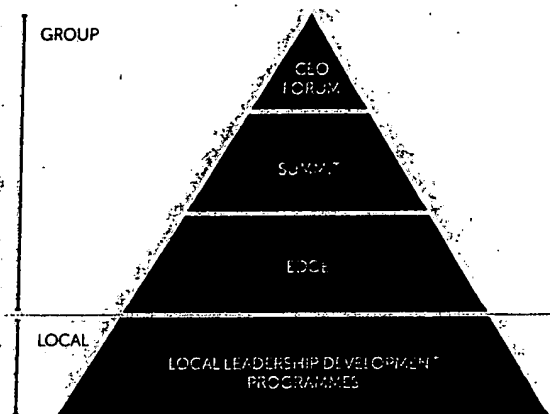 GROUP
CEO
FORUM
SUMMIT
EDGE
LOCAL
LOCAL LEADERSHIP DEVELOPMENT
PROGRAMMES